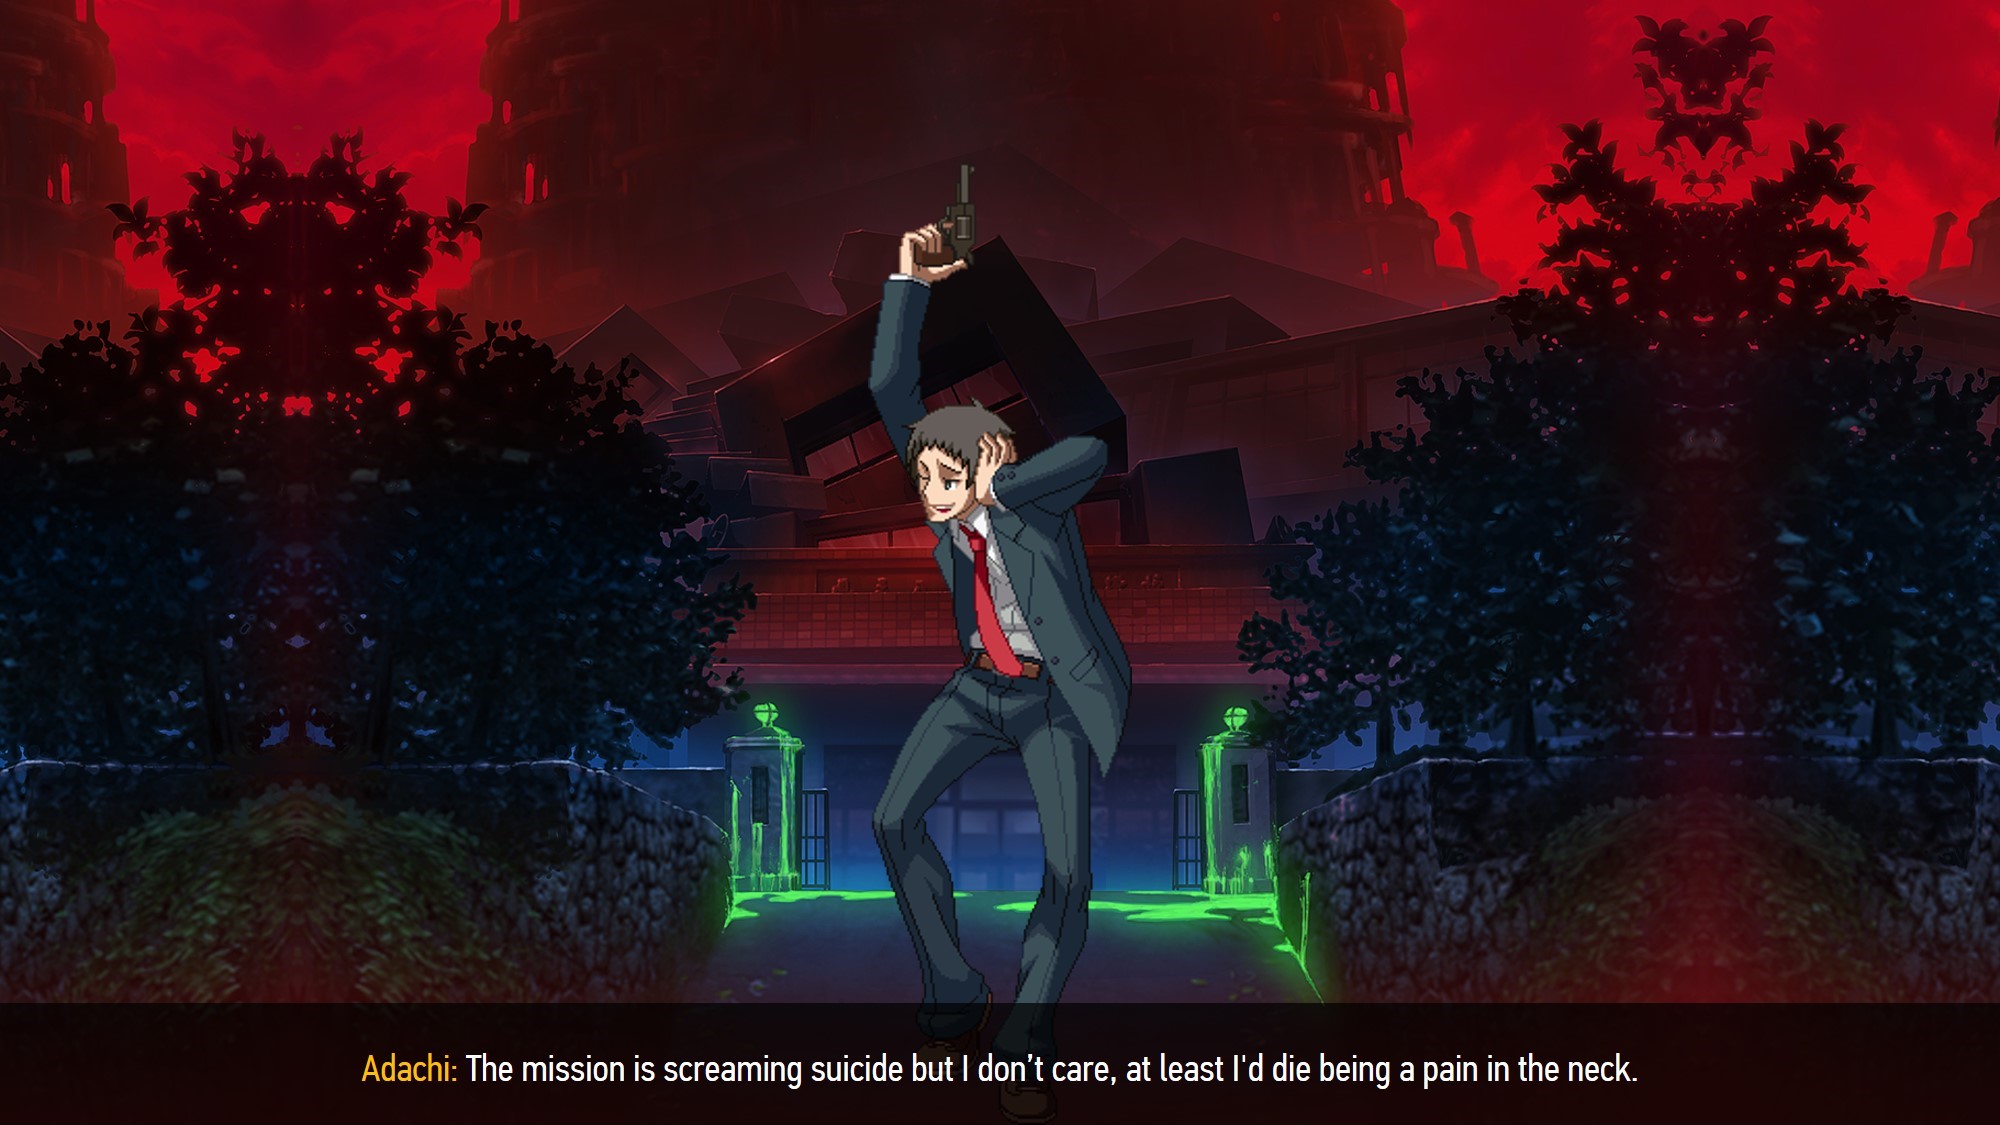 Adachi: The mission is screaming suicide but I don’t care, at least I'd die being a pain in the neck.